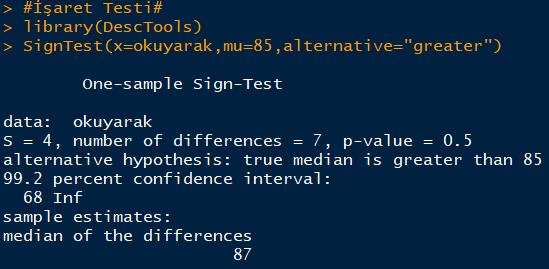 > #İşaret Testi#
> library(DescTools)
> SignTest(x=okuyarak,mu=85,alternative="greater")
One-sample Sign-Test
data:  okuyarak
S = 4, number of differences = 7, p-value = 0.5
alternative hypothesis: true median is greater than 85
99.2 percent confidence interval:
68 Inf
sample estimates:
median of the differences
87